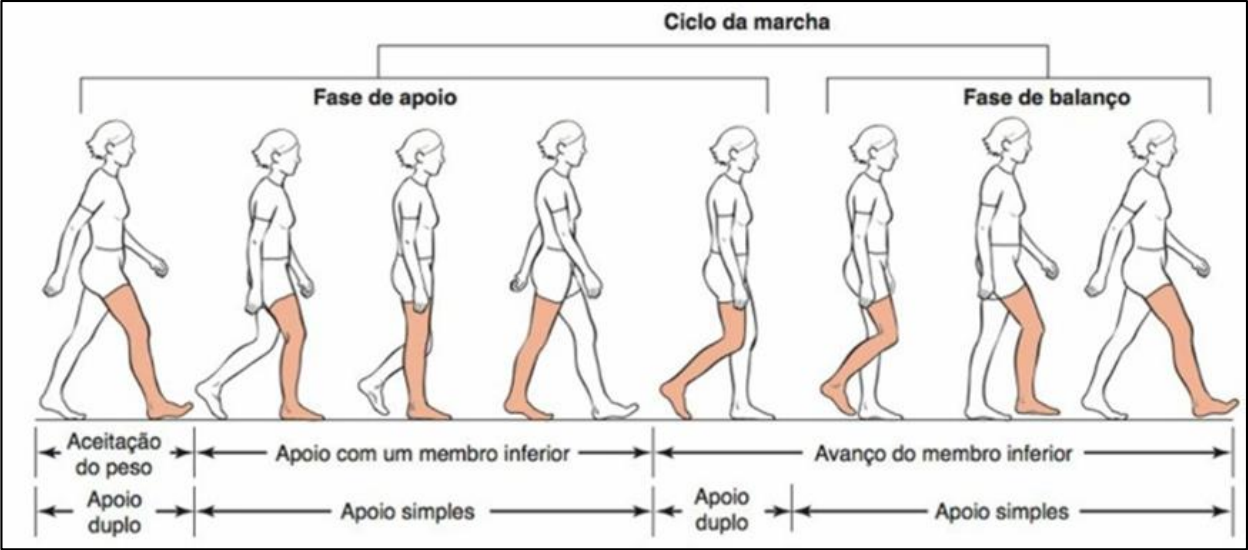 Ciclo da marcha
Fase de apoio
Fase de balanço
Aceitação
do peso
Apoio com um membro inferior
Avanço do membro inferior
Apoio
duplo
Apoio simples
Apoio
duplo
Apoio simples